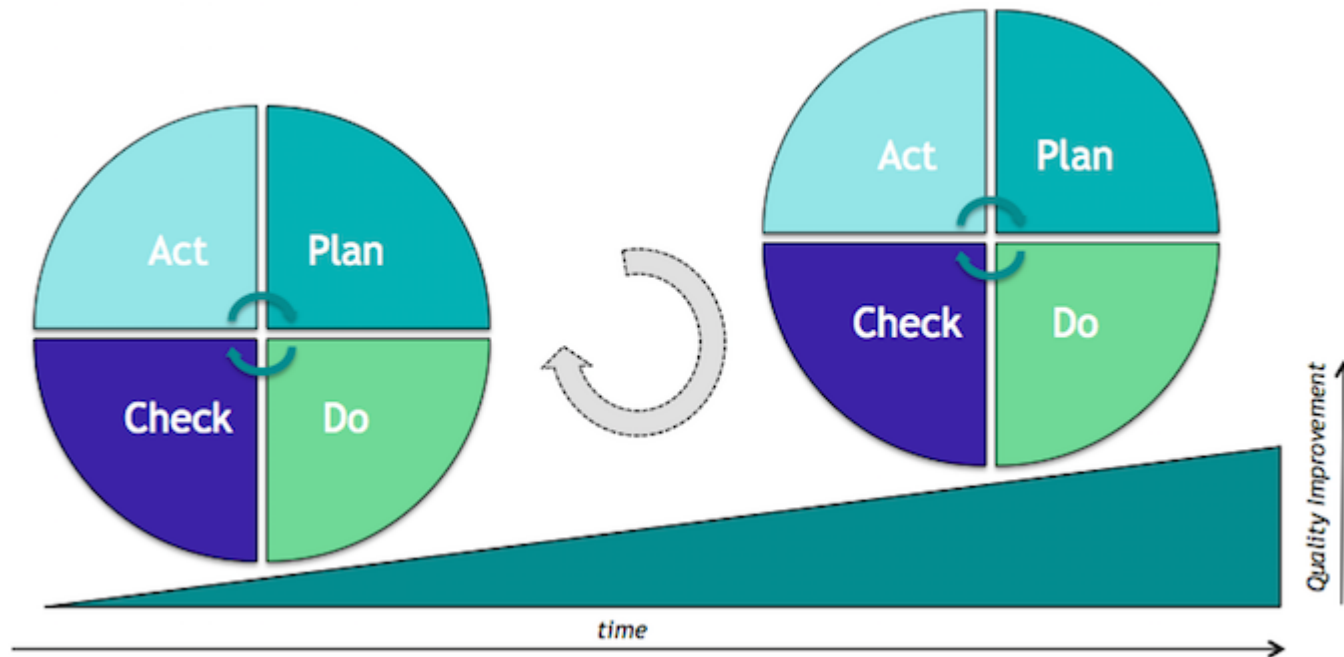 Act
Plan
Check
Do
Act
Plan
Check
Do
Quality Improvement
time